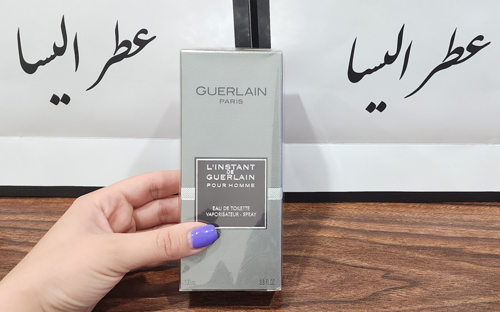 عطر الیسا
عطر الیسا
GUERLAIN
PARIS
L'INSTANT
DE
GUERLAIN
POUR HOMME
EAU DE TOILETTE
VAPORISATEUR - SPRAY